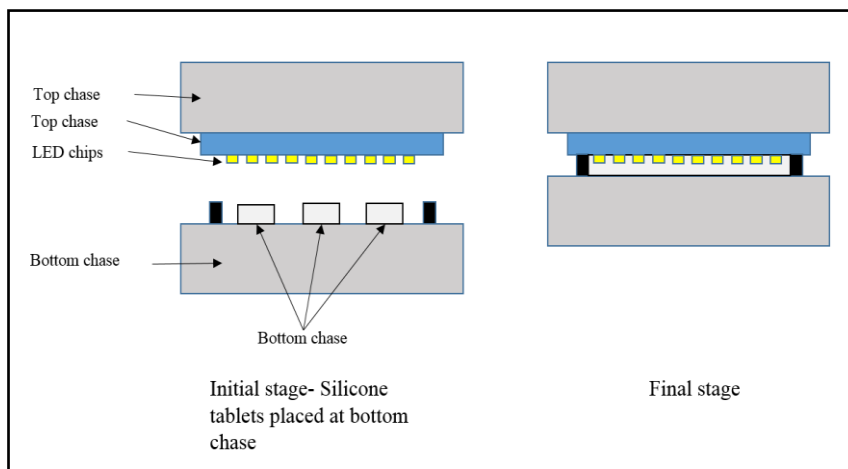 Top chase
Top chase
LED chips
Bottom chase
Bottom chase
Initial stage- Silicone
tablets placed at bottom
chase
Final stage